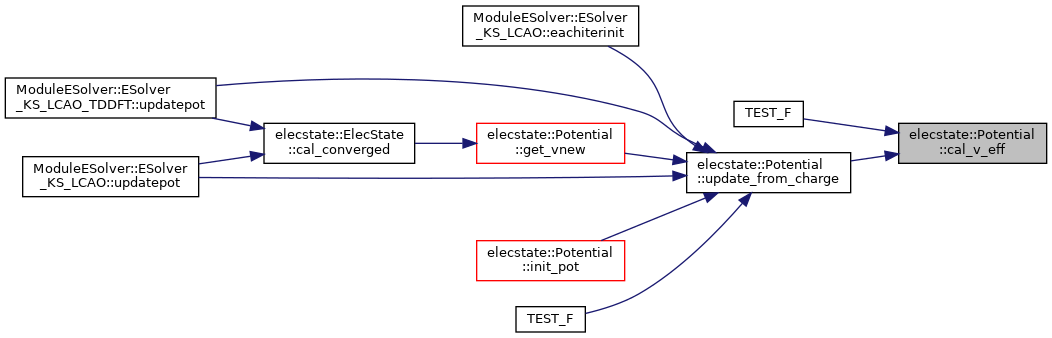 ModuleESolver::ESolver
_KS_LCAO::eachiterinit
ModuleESolver::ESolver
_KS_LCAO_TDDFT::updatepot
TEST_F
elecstate::ElecState
::cal_converged
elecstate::Potential
::get_vnew
elecstate::Potential
::cal_v_eff
ModuleESolver::ESolver
_KS_LCAO::updatepot
elecstate::Potential
::update_from_charge
elecstate::Potential
::init_pot
TEST_F